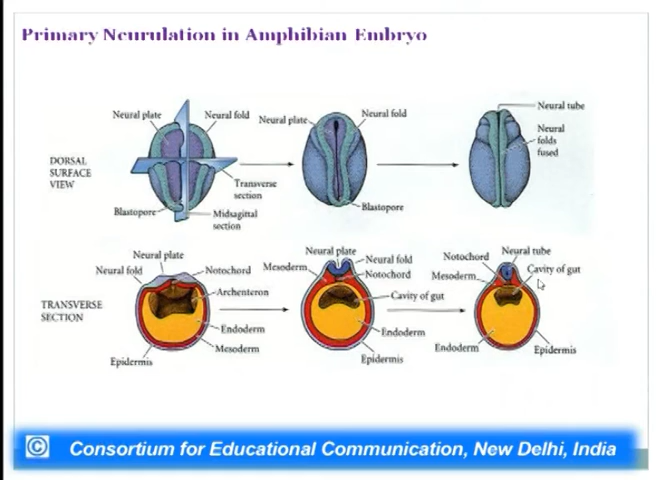 Primary Neurulation in Amphibian Embryo
Neural plate
Neural fold
Neural plate
Neural fold
Neural tube
Neural
folds
fused
DORSAL
SURFACE
VIEW
Transverse
section
Blastopore
Midsagittal
section
Blastopore
Neural plate
Neural fold
Notochord
Archenteron
Endoderm
Mesoderm
Epidermis
Neural plate
Mesoderm
Neural fold
Notochord
Cavity of gut
Endoderm
Epidermis
Notochord
Neural tube
Mesoderm
Cavity of gut
Endoderm
Epidermis
TRANSVERSE
SECTION
© Consortium for Educational Communication, New Delhi, India